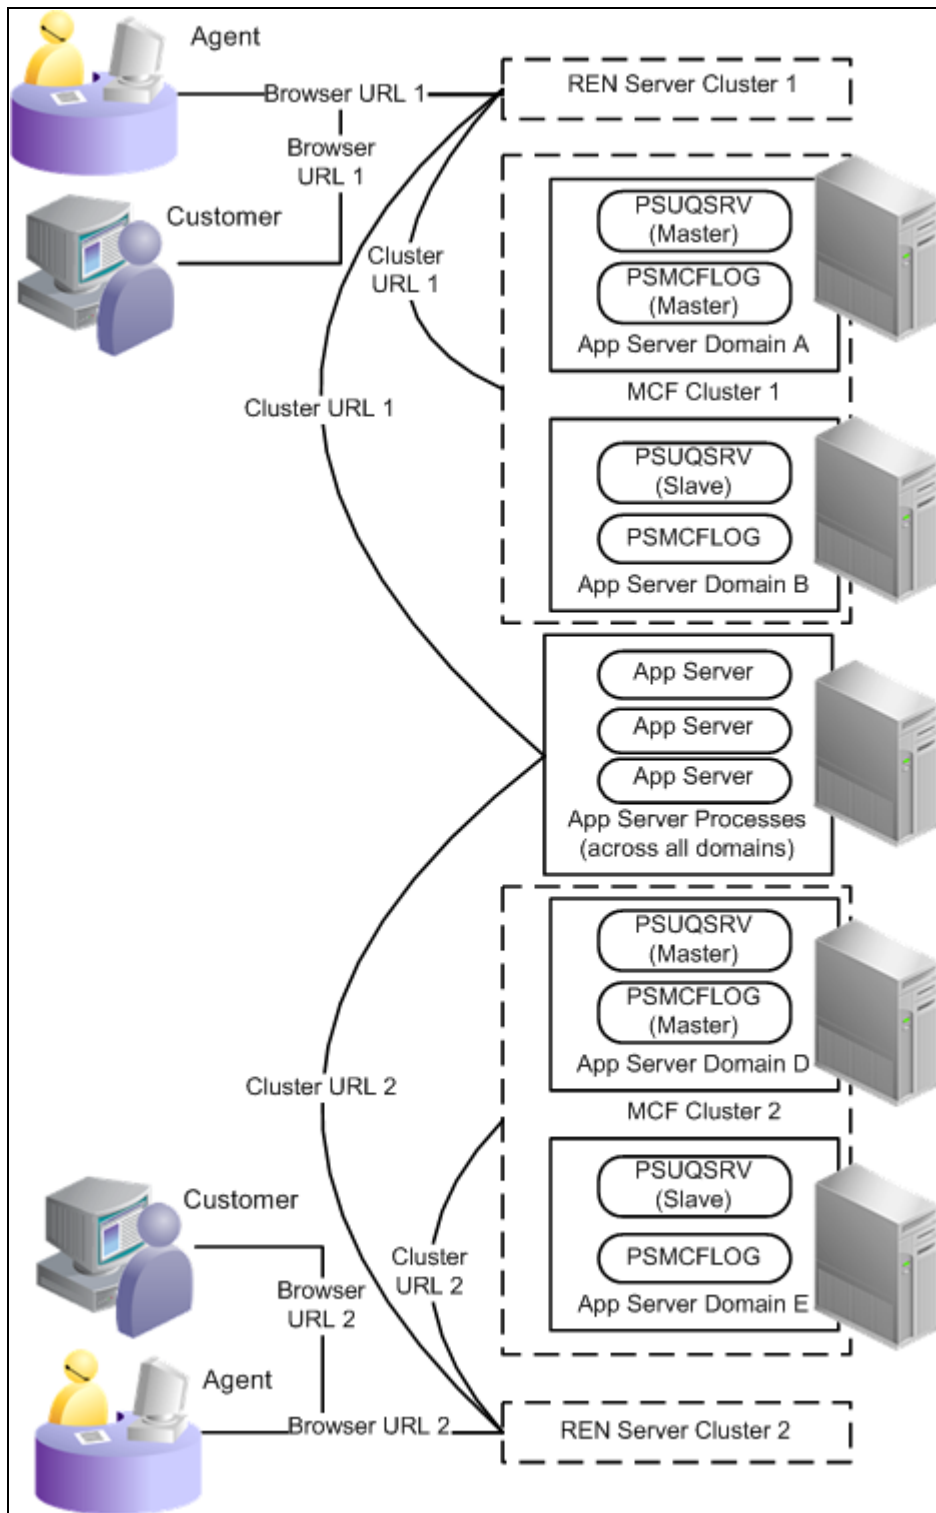 Agent
Browser URL 1
REN Server Cluster 1
Browser
URL 1
Customer
Cluster
URL 1
PSUQSRV
(Master)
PSMCFLOG
(Master)
App Server Domain A
MCF Cluster 1
Cluster URL 1
PSUQSRV
(Slave)
PSMCFLOG
App Server Domain B
App Server
App Server
App Server
App Server Processes
(across all domains)
PSUQSRV
(Master)
PSMCFLOG
(Master)
App Server Domain D
Cluster URL 2
MCF Cluster 2
PSUQSRV
(Slave)
PSMCFLOG
App Server Domain E
Customer
Cluster
URL 2
Browser
URL 2
Agent
Browser URL 2
REN Server Cluster 2